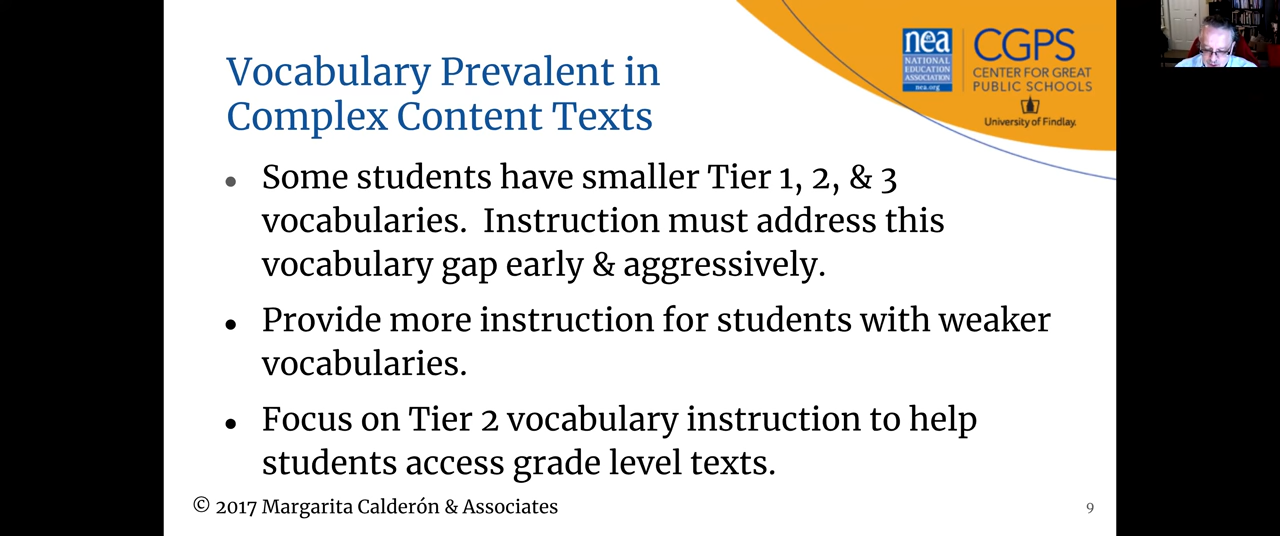 Vocabulary Prevalent in
Complex Content Texts
nea
NATIONAL
EDUCATION
ASSOCIATION
nea.org
CGPS
CENTER FOR GREAT
PUBLIC SCHOOLS
University of Findlay.
• Some students have smaller Tier 1, 2, & 3
vocabularies.  Instruction must address this
vocabulary gap early & aggressively.
• Provide more instruction for students with weaker
vocabularies.
• Focus on Tier 2 vocabulary instruction to help
students access grade level texts.
© 2017 Margarita Calderón & Associates
9